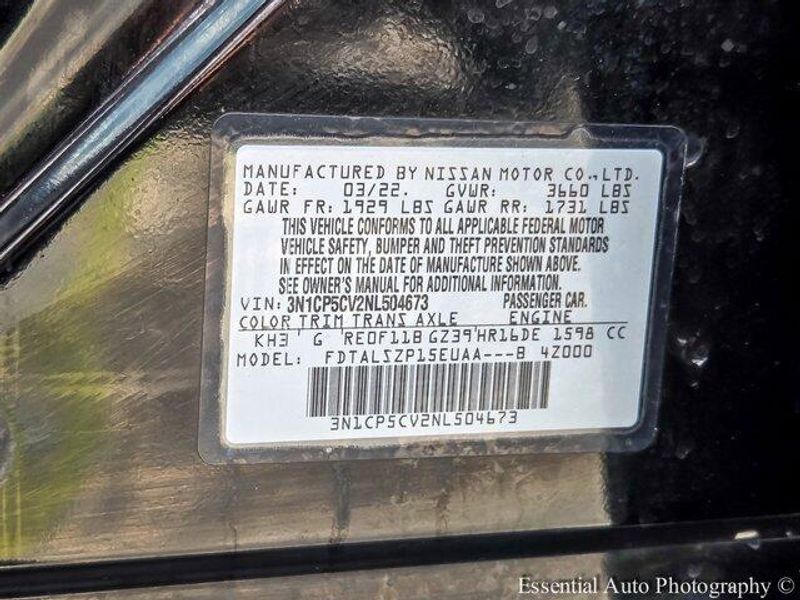 MANUFACTURED BY NISSAN MOTOR CO.,LTD.
DATE: 03/22. GVWR: 3660 LBS
GAWR FR: 1929 LBS GAWR RR: 1731 LBS
THIS VEHICLE CONFORMS TO ALL APPLICABLE FEDERAL MOTOR
VEHICLE SAFETY, BUMPER AND THEFT PREVENTION STANDARDS
IN EFFECT ON THE DATE OF MANUFACTURE SHOWN ABOVE.
SEE OWNER'S MANUAL FOR ADDITIONAL INFORMATION.
VIN: 3N1CP5CV2NL504673 PASSENGER CAR.
COLOR TRIM TRANS AXLE ENGINE
KH3 G RE0F11B GZ39 HR16DE 1598 CC
MODEL: FDTALSZP15EUAA---B 4Z000
3N1CP5CV2NL504673
Essential Auto Photography ©